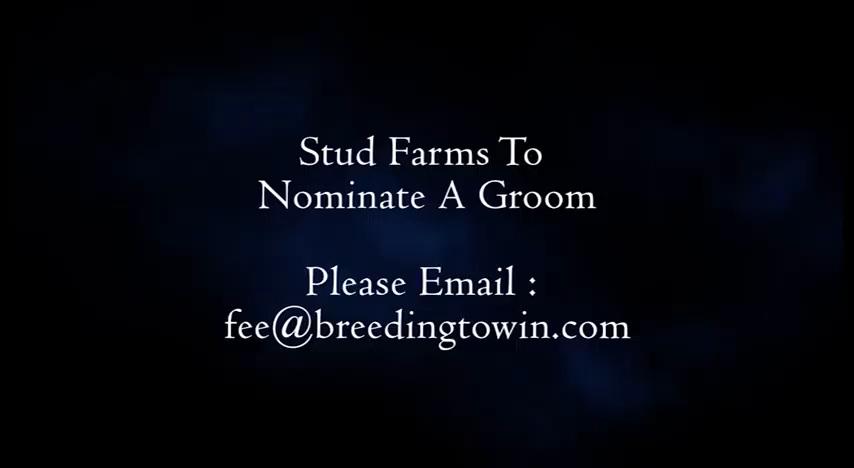 Stud Farms To
Nominate A Groom
Please Email :
fee@breedingtowin.com